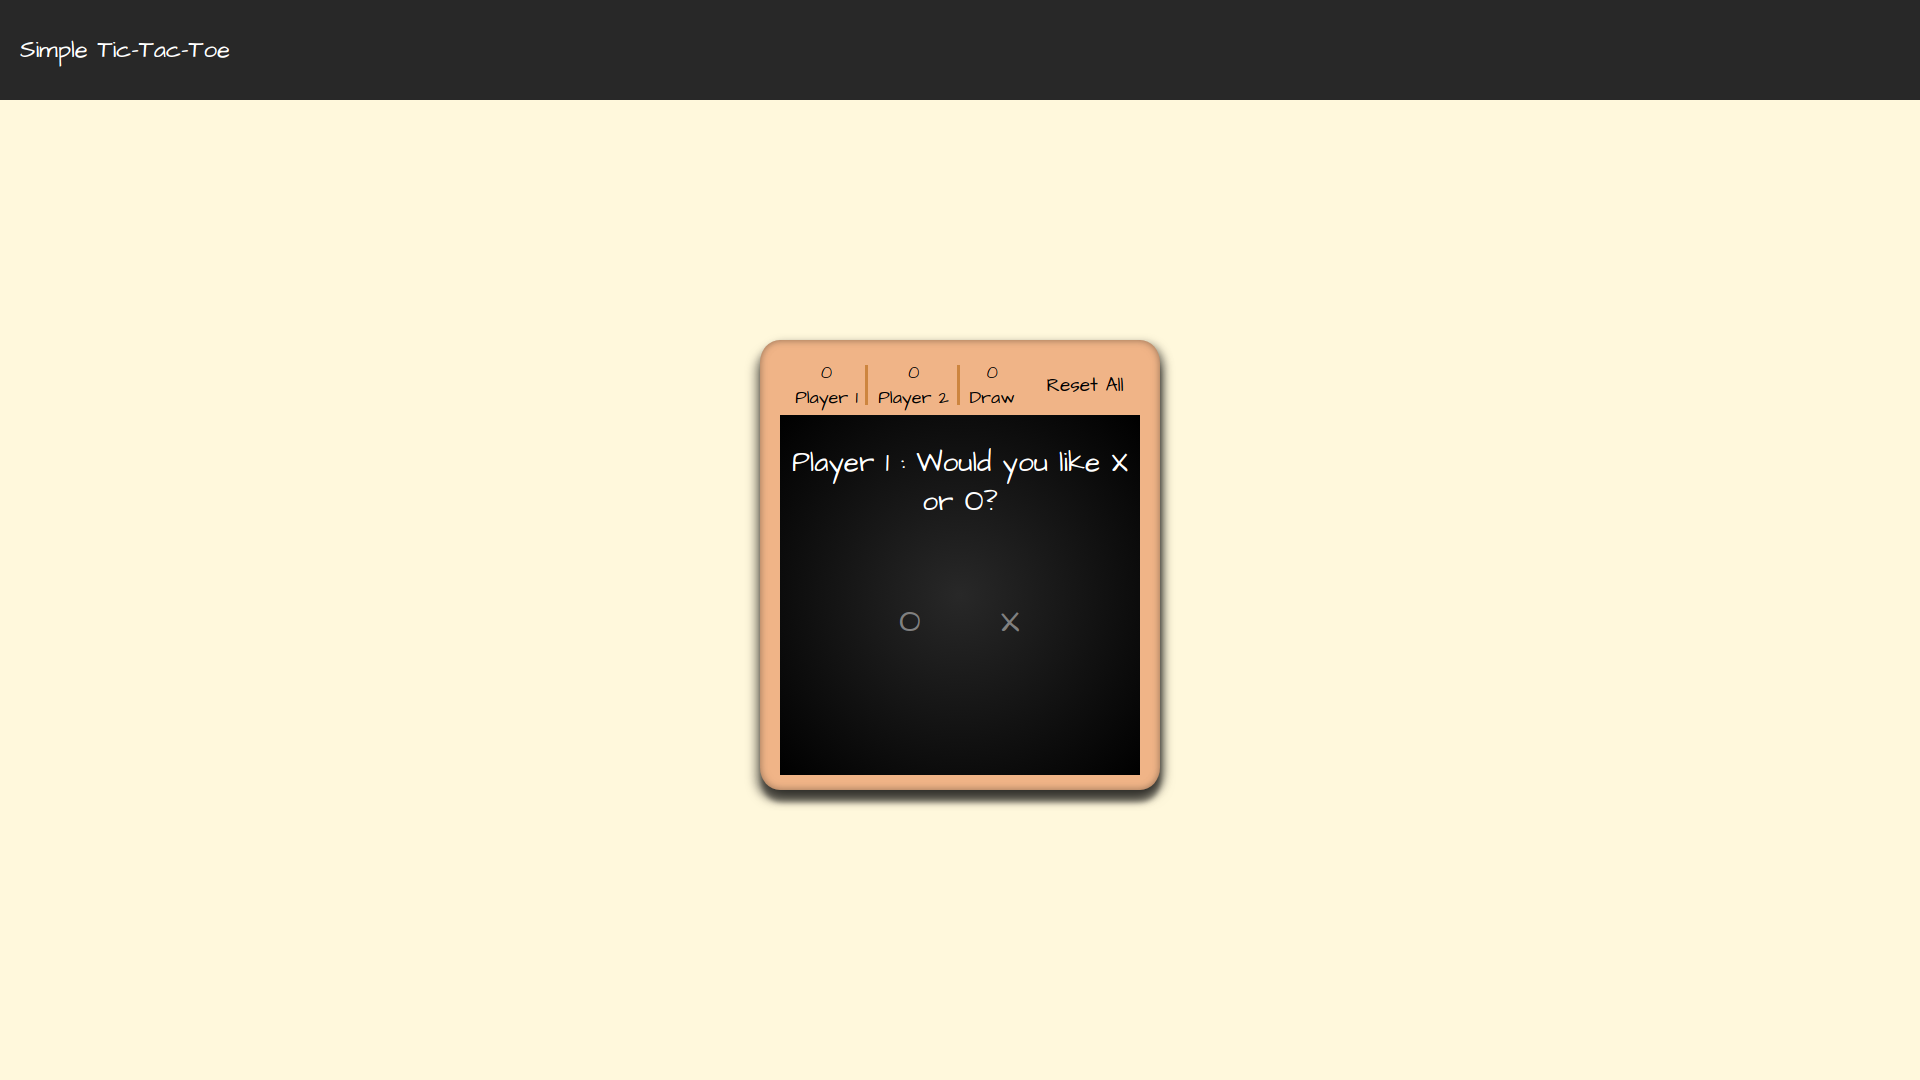 Simple Tic-Tac-Toe
0 0 0
Player 1 Player 2 Draw Reset All
Player 1 : Would you like X
or O?
O X